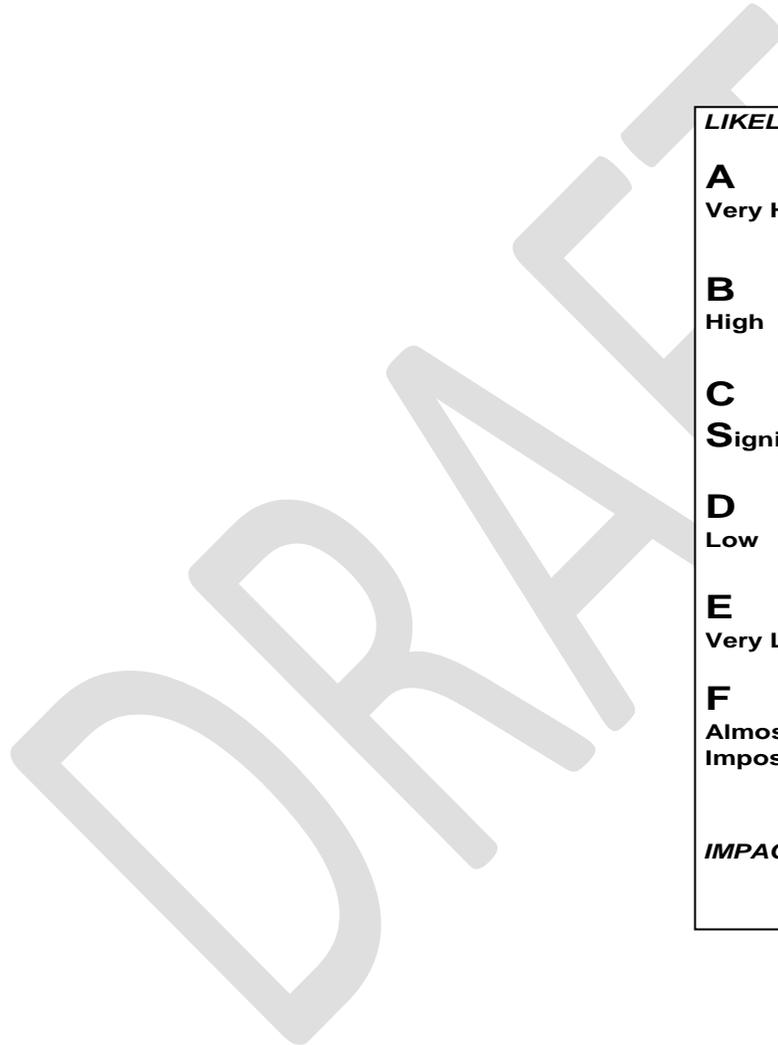 LIKEL
A
Very H
B
High
C
Signi
D
Low
E
Very L
F
Almos
Impos
IMPAC
DRAFT